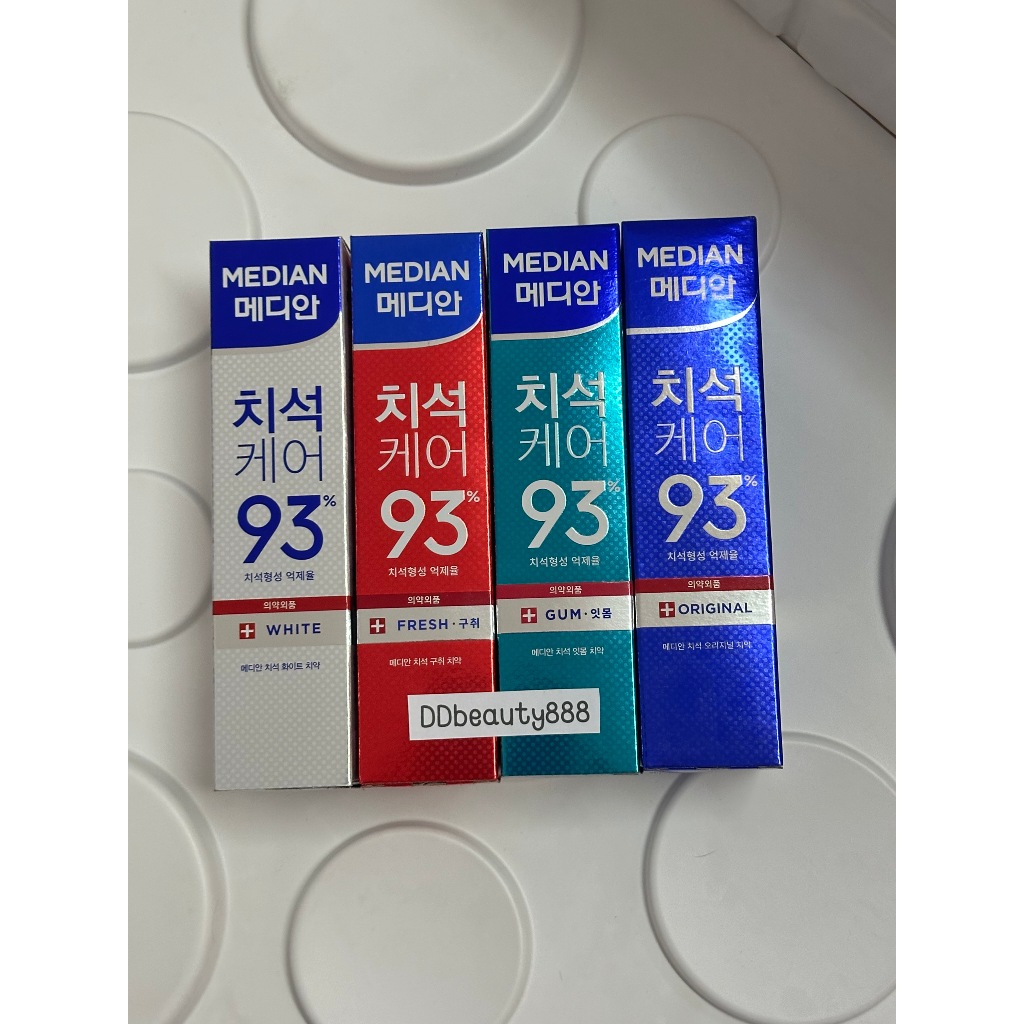 MEDIAN
메디안
치석
케어
93%
치석형성 억제율
의약외품
WHITE
메디안 치석 화이트 치약
MEDIAN
메디안
치석
케어
93%
치석형성 억제율
의약외품
FRESH · 구취
메디안 치석 구취 치약
MEDIAN
메디안
치석
케어
93%
치석형성 억제율
의약외품
GUM · 잇몸
메디안 치석 잇몸 치약
MEDIAN
메디안
치석
케어
93%
치석형성 억제율
의약외품
ORIGINAL
메디안 치석 오리지널 치약
DDbeauty888